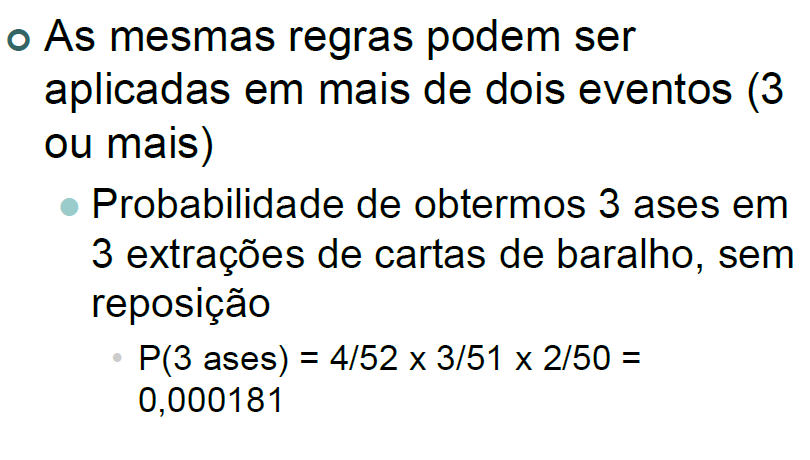 As mesmas regras podem ser
aplicadas em mais de dois eventos (3
ou mais)
Probabilidade de obtermos 3 ases em
3 extrações de cartas de baralho, sem
reposição
P(3 ases) = 4/52 x 3/51 x 2/50 =
0,000181